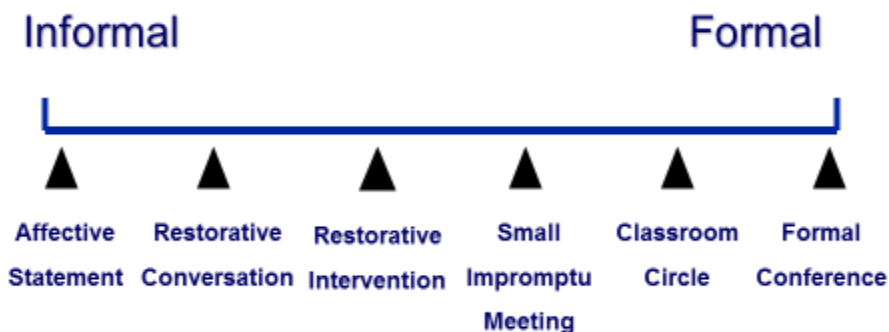 Informal
Formal
Affective
Statement
Restorative
Conversation
Restorative
Intervention
Small
Impromptu
Meeting
Classroom
Circle
Formal
Conference